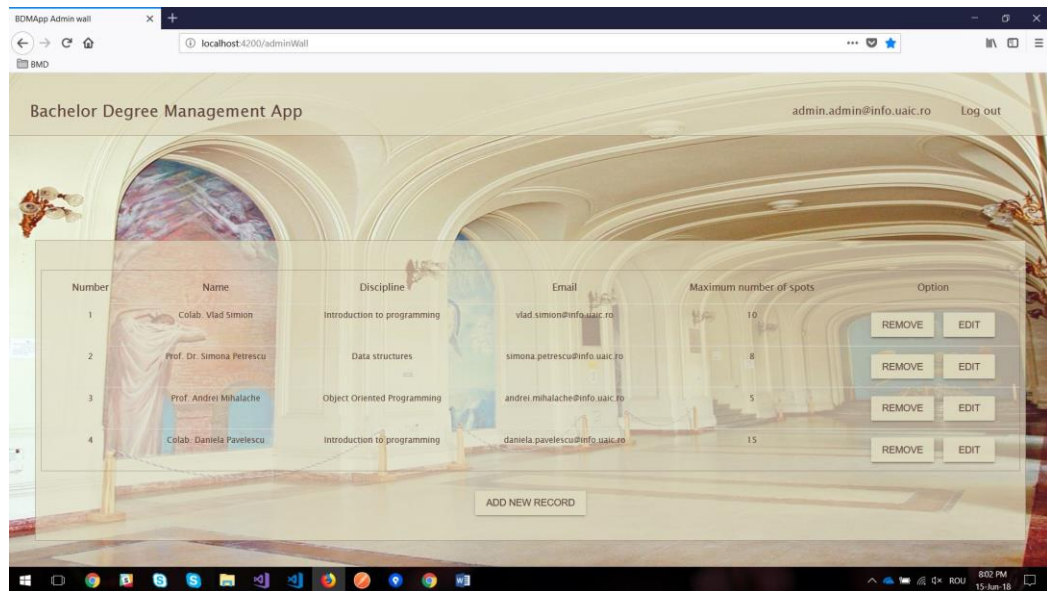 BDMApp Admin wall
localhost:4200/adminWall
BMD
Bachelor Degree Management App admin.admin@info.uaic.ro Log out
Number Name Discipline Email Maximum number of spots Option
1 Colab. Vlad Simion Introduction to programming vlad.simion@info.uaic.ro 10 REMOVE EDIT
2 Prof. Dr. Simona Petrescu Data structures simona.petrescu@info.uaic.ro 8 REMOVE EDIT
3 Prof. Andrei Mihalache Object Oriented Programming andrei.mihalache@info.uaic.ro 5 REMOVE EDIT
4 Colab. Daniela Pavelescu Introduction to programming daniela.pavelescu@info.uaic.ro 15 REMOVE EDIT
ADD NEW RECORD
ROU 8:02 PM
15-Jun-18